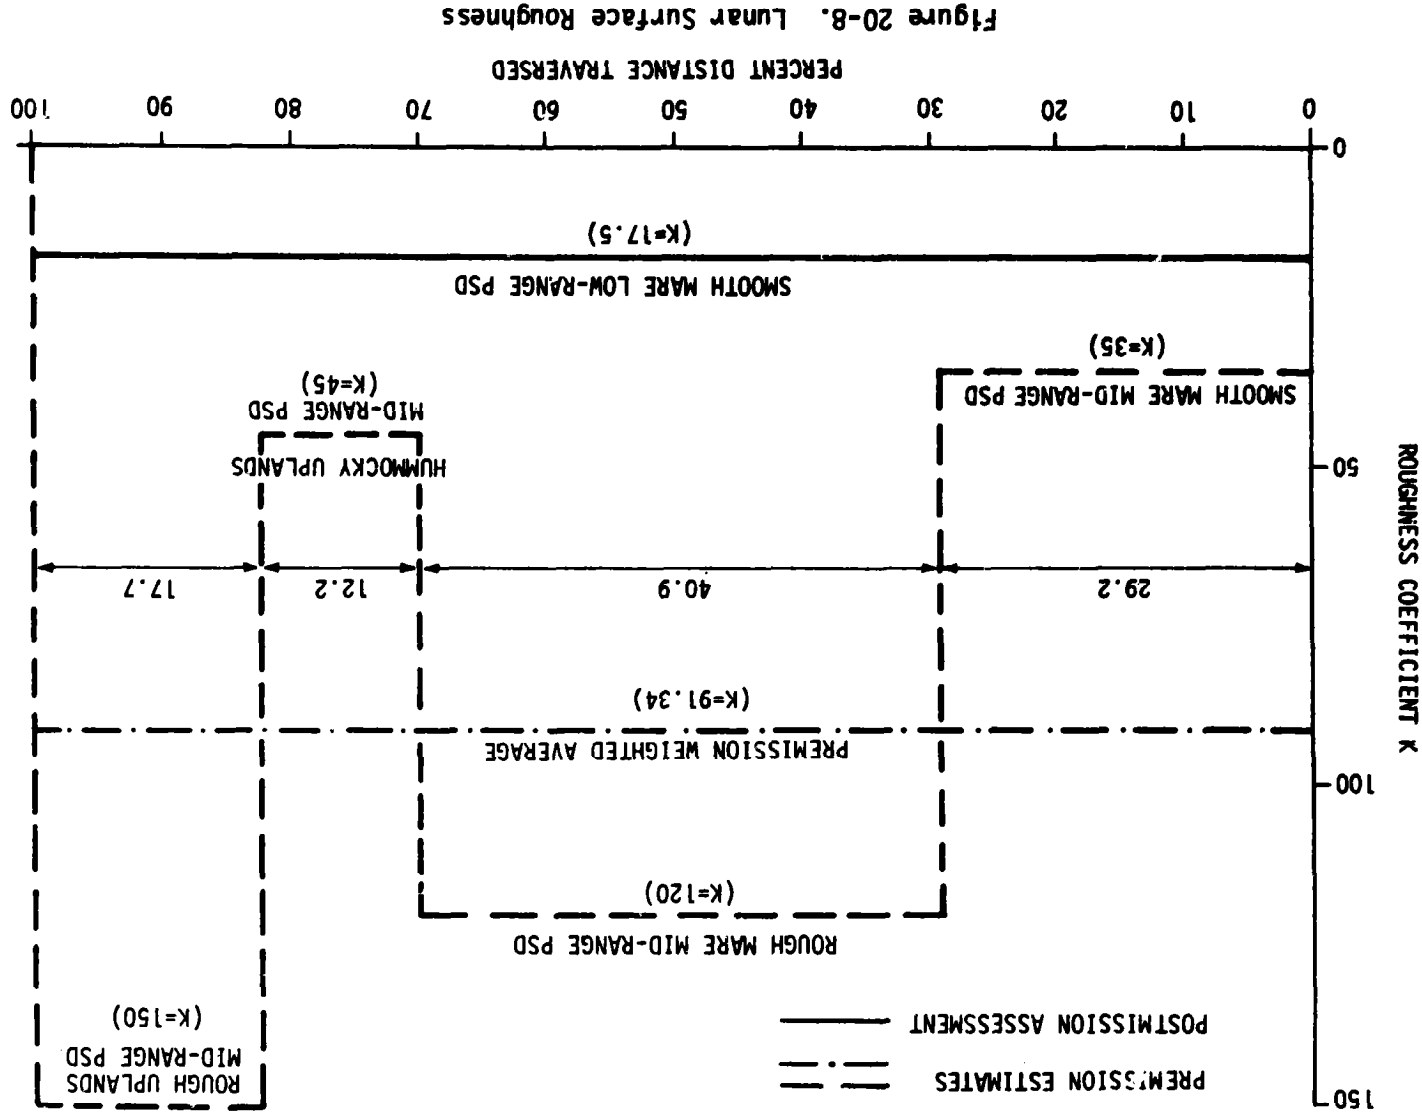 150
PREMISSION ESTIMATES
POSTMISSION ASSESSMENT
ROUGH UPLANDS
MID-RANGE PSD
(K=150)
ROUGH MARE MID-RANGE PSD
(K=120)
100
PREMISSION WEIGHTED AVERAGE
(K=91.34)
ROUGHNESS COEFFICIENT K
29.2
40.9
12.2
17.7
50
HUMMOCKY UPLANDS
MID-RANGE PSD
(K=45)
SMOOTH MARE MID-RANGE PSD
(K=35)
SMOOTH MARE LOW-RANGE PSD
(K=17.5)
0
0 10 20 30 40 50 60 70 80 90 100
PERCENT DISTANCE TRAVERSED
Figure 20-8. Lunar Surface Roughness